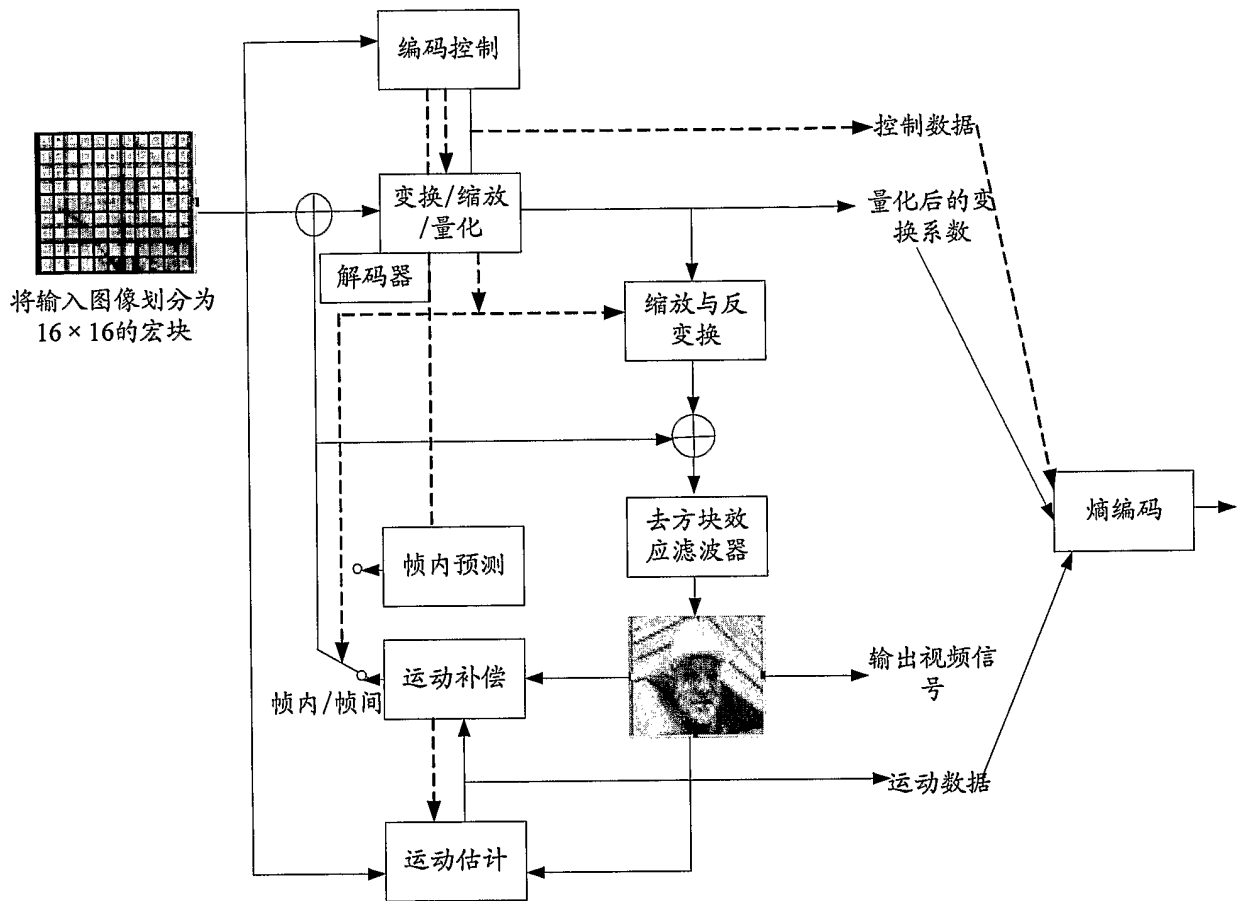 编码控制
控制数据
变换/缩放
/量化
量化后的变
换系数
解码器
将输入图像划分为
16×16的宏块
缩放与反
变换
去方块效
应滤波器
熵编码
帧内预测
运动补偿
输出视频信
号
帧内/帧间
运动数据
运动估计